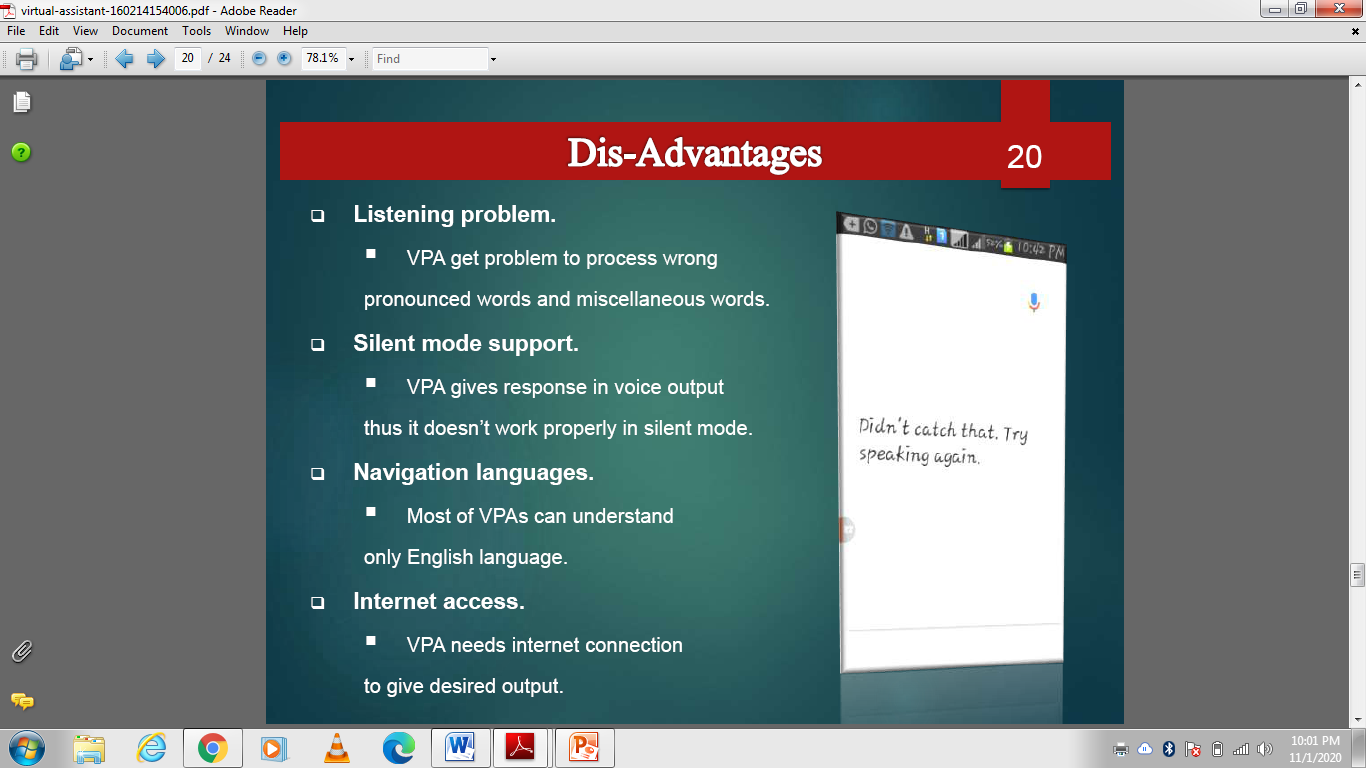 virtual-assistant-160214154006.pdf - Adobe Reader
File Edit View Document Tools Window Help
20 / 24 78.1% Find
Dis-Advantages
20
Listening problem.
VPA get problem to process wrong
pronounced words and miscellaneous words.
Silent mode support.
VPA gives response in voice output
thus it doesn't work properly in silent mode.
Navigation languages.
Most of VPAs can understand
only English language.
Internet access.
VPA needs internet connection
to give desired output.
H 52% 10:42 PM
Didn't catch that. Try
speaking again.
10:01 PM
11/1/2020